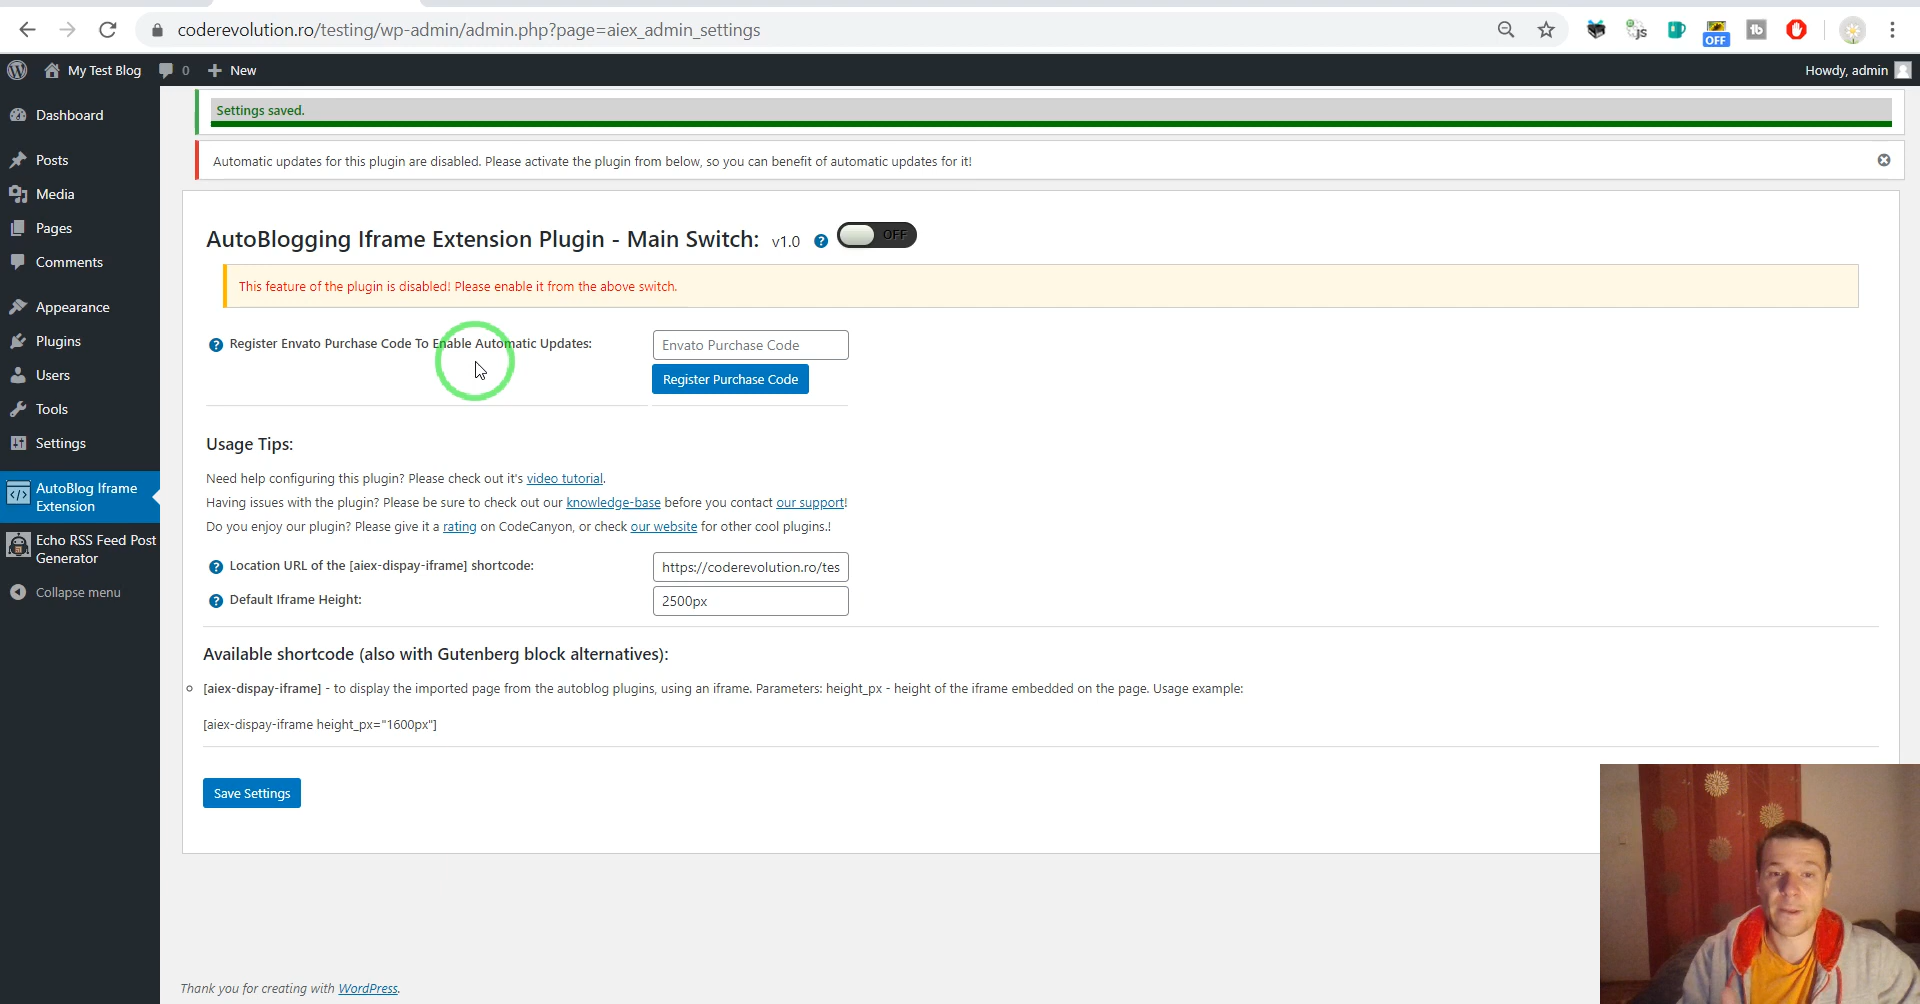 coderevolution.ro/testing/wp-admin/admin.php?page=aiex_admin_settings
JS
OFF
tb
My Test Blog
0
New
Howdy, admin
Dashboard
Posts
Media
Pages
Comments
Appearance
Plugins
Users
Tools
Settings
AutoBlog Iframe
Extension
Echo RSS Feed Post
Generator
Collapse menu
Settings saved.
Automatic updates for this plugin are disabled. Please activate the plugin from below, so you can benefit of automatic updates for it!
AutoBlogging Iframe Extension Plugin - Main Switch: v1.0 ? OFF
This feature of the plugin is disabled! Please enable it from the above switch.
? Register Envato Purchase Code To Enable Automatic Updates:
Envato Purchase Code
Register Purchase Code
Usage Tips:
Need help configuring this plugin? Please check out it's video tutorial.
Having issues with the plugin? Please be sure to check out our knowledge-base before you contact our support!
Do you enjoy our plugin? Please give it a rating on CodeCanyon, or check our website for other cool plugins.!
? Location URL of the [aiex-dispay-iframe] shortcode:
https://coderevolution.ro/tes
? Default Iframe Height:
2500px
Available shortcode (also with Gutenberg block alternatives):
[aiex-dispay-iframe] - to display the imported page from the autoblog plugins, using an iframe. Parameters: height_px - height of the iframe embedded on the page. Usage example:
[aiex-dispay-iframe height_px="1600px"]
Save Settings
Thank you for creating with WordPress.